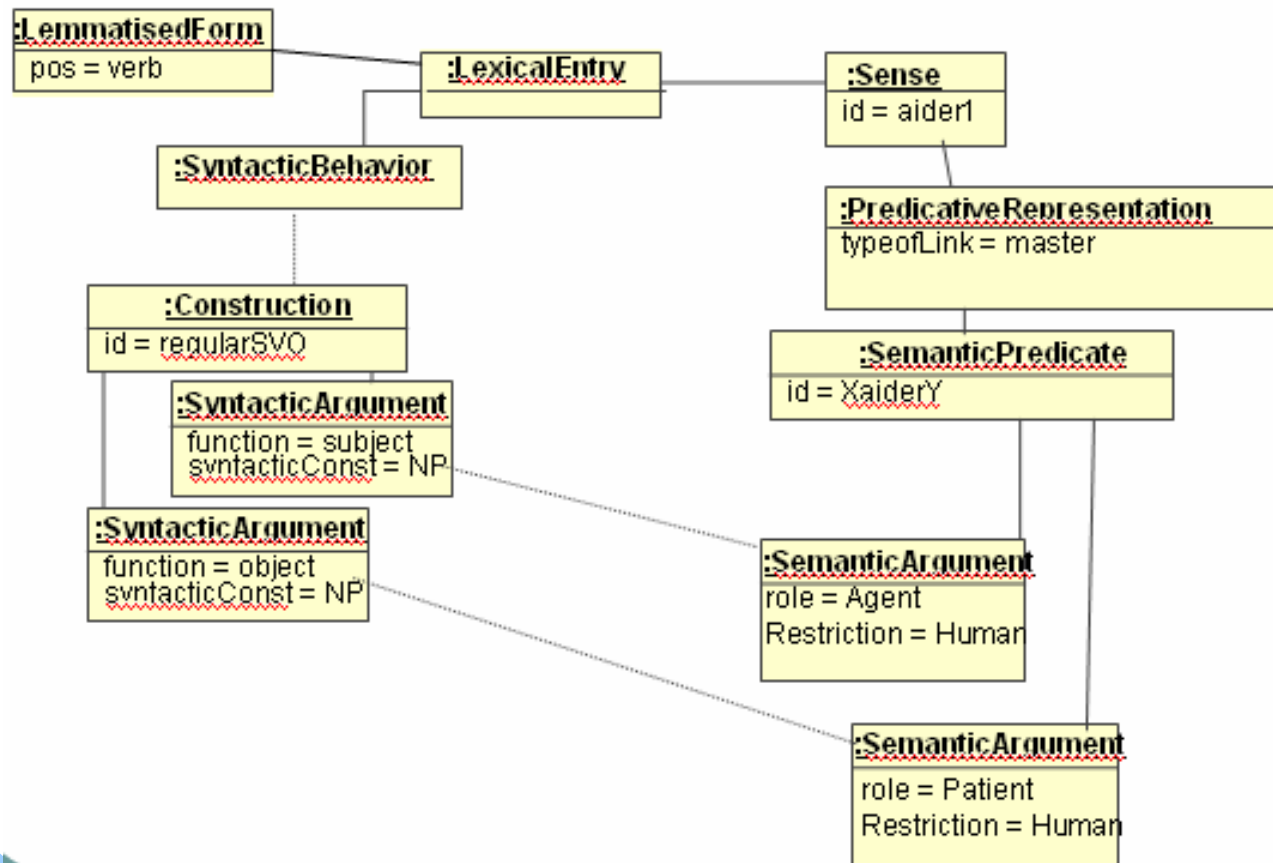 :LemmatisedForm
pos = verb
:LexicalEntry
:Sense
id = aider1
:SyntacticBehavior
:PredicativeRepresentation
typeofLink = master
:Construction
id = regularSVO
:SemanticPredicate
id = XaiderY
:SyntacticArgument
function = subject
syntacticConst = NP
:SyntacticArgument
function = object
syntacticConst = NP
:SemanticArgument
role = Agent
Restriction = Human
:SemanticArgument
role = Patient
Restriction = Human